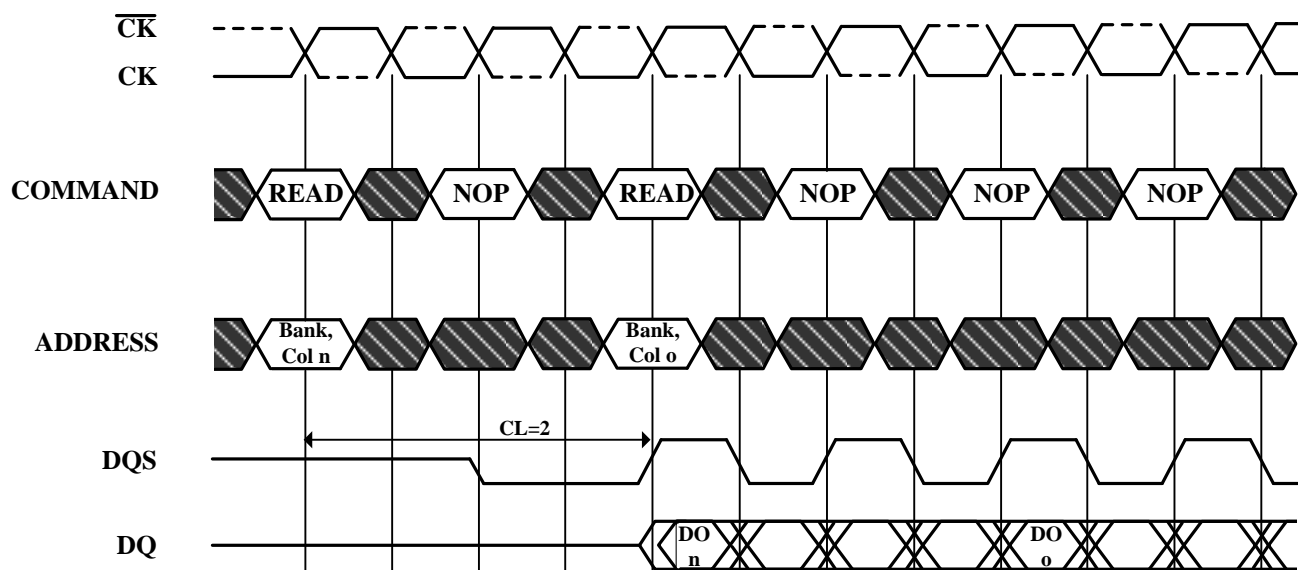 CK
CK
COMMAND READ NOP READ NOP NOP NOP
ADDRESS Bank, Col n Bank, Col o
CL=2
DQS
DQ DO n DO o